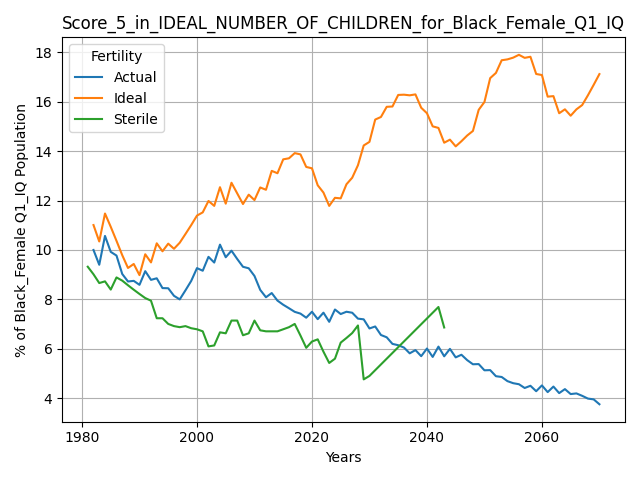 Score_5_in_IDEAL_NUMBER_OF_CHILDREN_for_Black_Female_Q1_IQ
Fertility
Actual
Ideal
Sterile
18
16
14
12
10
8
6
4
% of Black_Female Q1_IQ Population
1980
2000
2020
2040
2060
Years